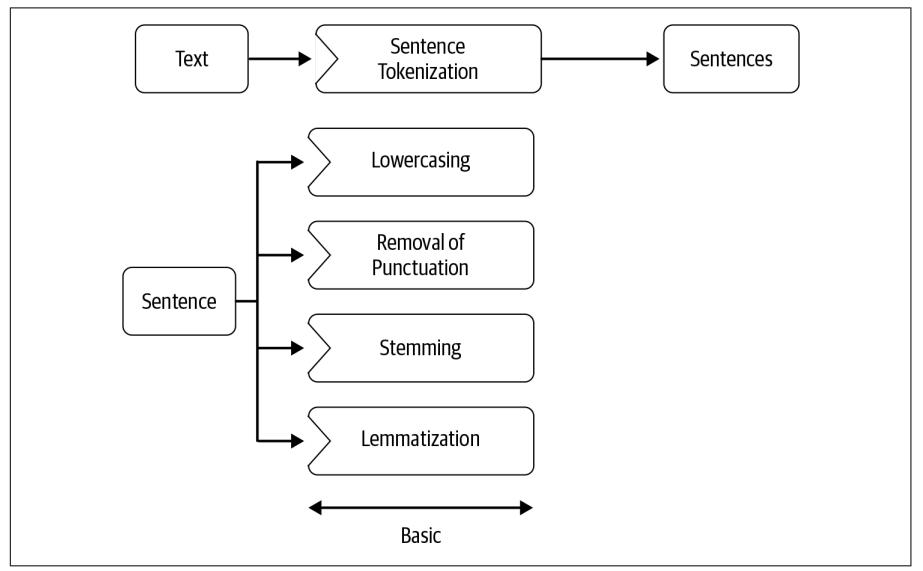 Text
Sentence
Tokenization
Sentences
Lowercasing
Removal of
Punctuation
Sentence
Stemming
Lemmatization
Basic